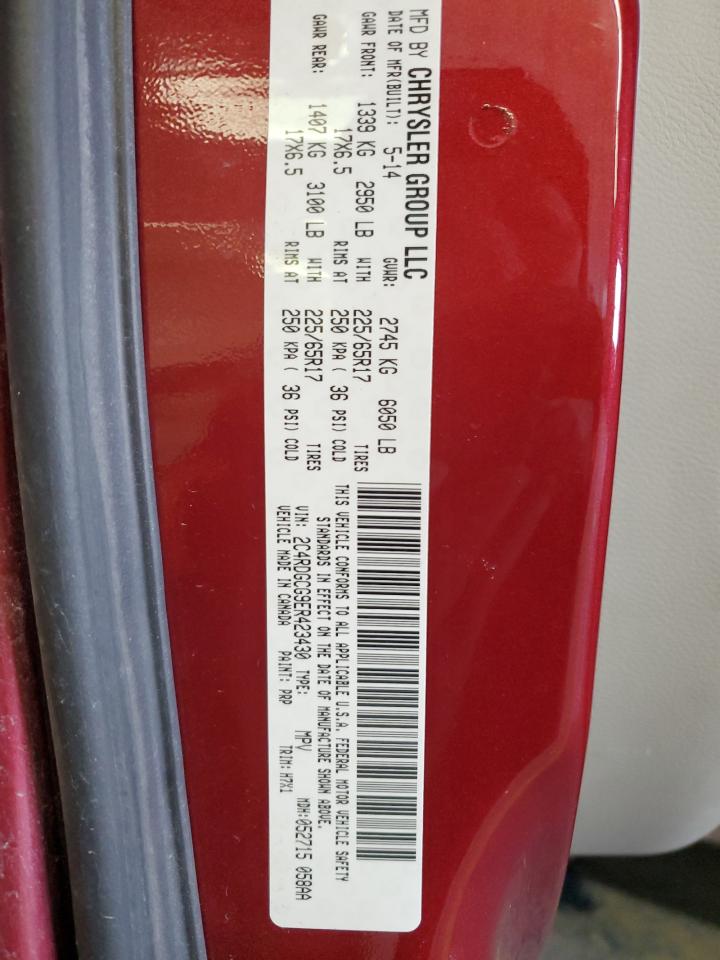 MFD BY CHRYSLER GROUP LLC
DATE OF MFR(BUILT): 5-14 GVWR: 2745 KG 6050 LB
GAWR FRONT: 1339 KG 2950 LB WITH 225/65R17 TIRES
17X6.5 RIMS AT 250 KPA ( 36 PSI) COLD
GAWR REAR: 1407 KG 3100 LB WITH 225/65R17 TIRES
17X6.5 RIMS AT 250 KPA ( 36 PSI) COLD
THIS VEHICLE CONFORMS TO ALL APPLICABLE U.S.A. FEDERAL MOTOR VEHICLE SAFETY
STANDARDS IN EFFECT ON THE DATE OF MANUFACTURE SHOWN ABOVE.
VIN: 2C4RDGCG9ER423430 TYPE: MPV MDH:052715 058AA
VEHICLE MADE IN CANADA PAINT: PRP TRIM: H7X1